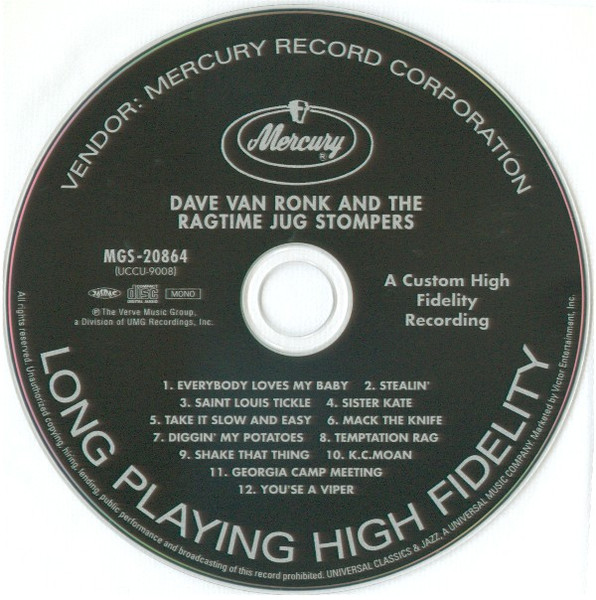 VENDOR: MERCURY RECORD CORPORATION
Mercury
®
DAVE VAN RONK AND THE
RAGTIME JUG STOMPERS
MGS-20864
(UCCU-9008)
COMPACT
disc
DIGITAL AUDIO
MONO
℗ The Verve Music Group,
a Division of UMG Recordings, Inc.
A Custom High
Fidelity
Recording
1. EVERYBODY LOVES MY BABY 2. STEALIN'
3. SAINT LOUIS TICKLE 4. SISTER KATE
5. TAKE IT SLOW AND EASY 6. MACK THE KNIFE
7. DIGGIN' MY POTATOES 8. TEMPTATION RAG
9. SHAKE THAT THING 10. K.C.MOAN
11. GEORGIA CAMP MEETING
12. YOU'SE A VIPER
LONG PLAYING HIGH FIDELITY
All rights reserved. Unauthorized copying, hiring, lending, public performance and broadcasting of this record prohibited. UNIVERSAL CLASSICS & JAZZ, A UNIVERSAL MUSIC COMPANY. Marketed by Victor Entertainment, Inc.